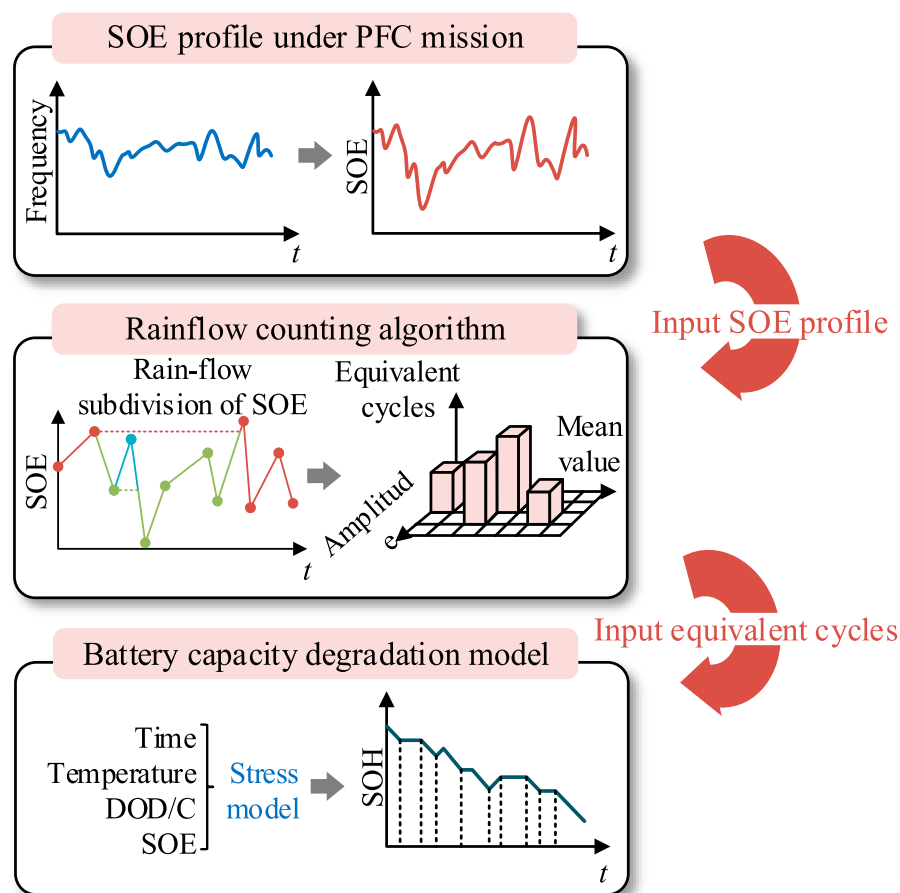 SOE profile under PFC mission
Frequency
t
SOE
t
Input SOE profile
Rainflow counting algorithm
Rain-flow
subdivision of SOE
SOE
t
Equivalent
cycles
Mean
value
Amplitud
e
Input equivalent cycles
Battery capacity degradation model
Time
Temperature
DOD/C
SOE
Stress
model
SOH
t